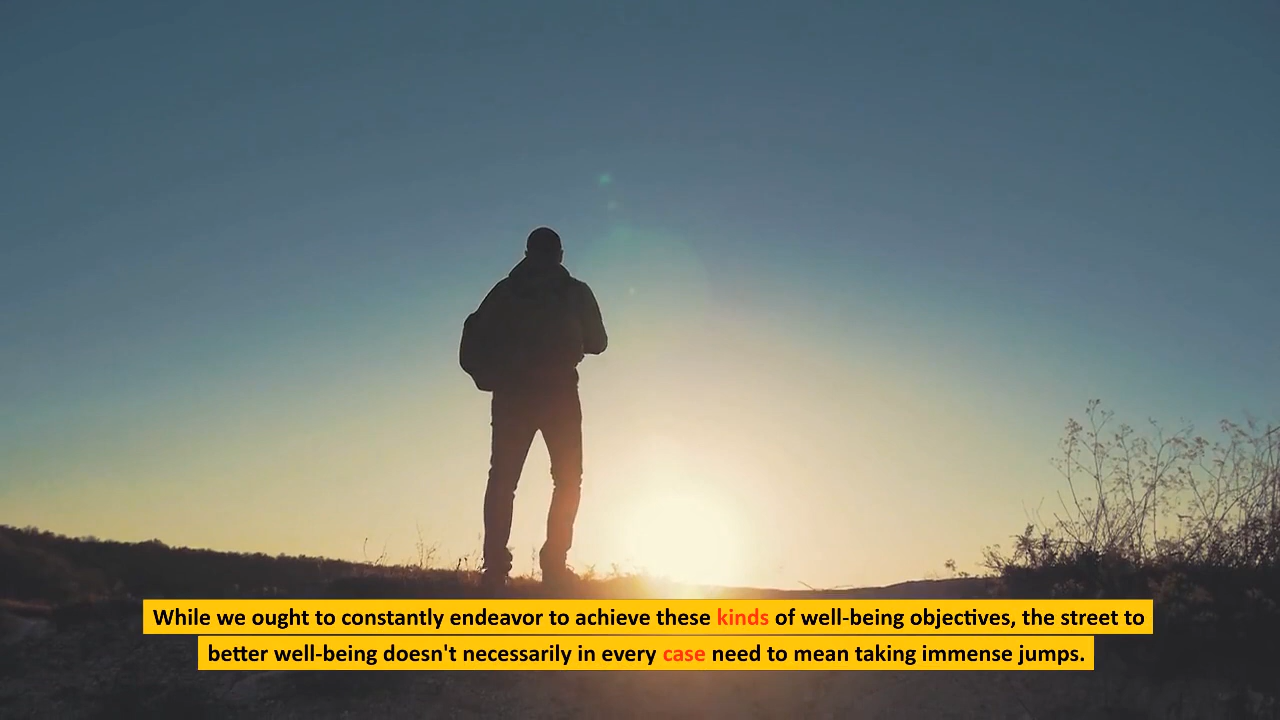 While we ought to constantly endeavor to achieve these kinds of well-being objectives, the street to
better well-being doesn't necessarily in every case need to mean taking immense jumps.